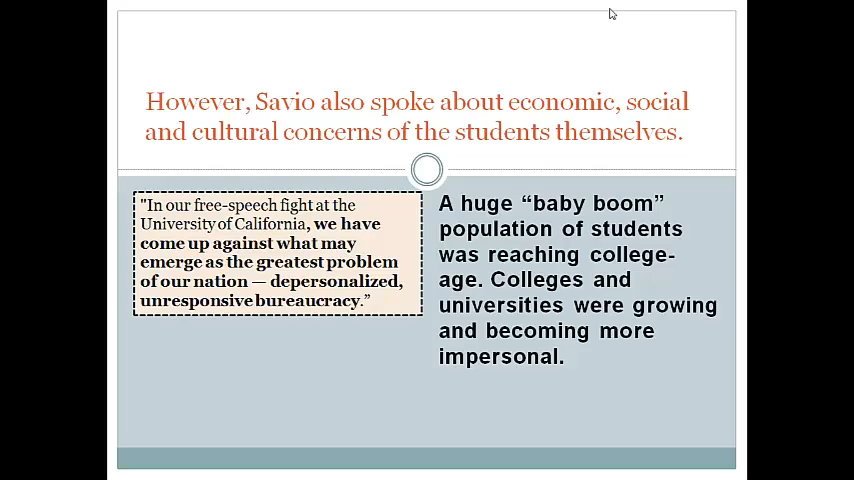 However, Savio also spoke about economic, social
and cultural concerns of the students themselves.
"In our free-speech fight at the
University of California, we have
come up against what may
emerge as the greatest problem
of our nation — depersonalized,
unresponsive bureaucracy.”
A huge “baby boom”
population of students
was reaching college-
age. Colleges and
universities were growing
and becoming more
impersonal.